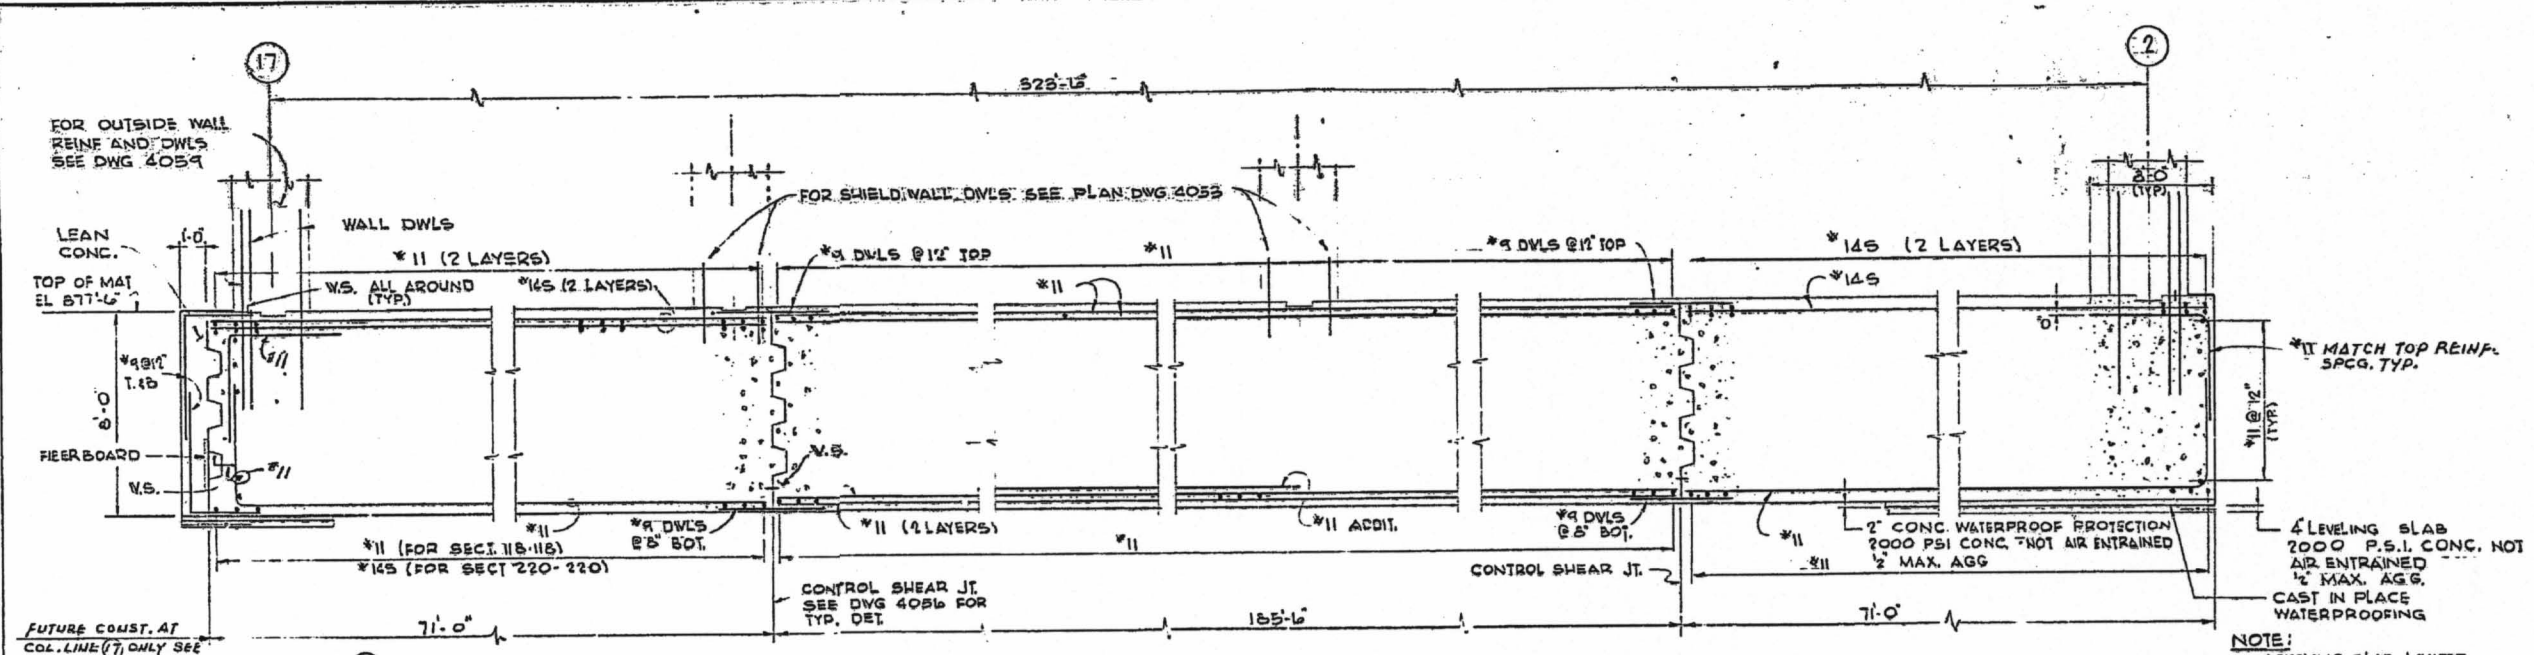 17
2
FOR OUTSIDE WALL
REINF AND DWLS
SEE DWG 4059
8'-0"
(TYP)
FOR SHIELD WALL DWLS SEE PLAN DWG 4053
WALL DWLS
LEAN
CONC.
1'-0"
TOP OF MAT
EL 877'-6"
#11 (2 LAYERS)
W.S. ALL AROUND
(TYP)
#14S (2 LAYERS)
#9 DWLS @12" TOP
#11
#11
#9 DWLS @12" TOP
#14S (2 LAYERS)
#14S
#9@12"
T.&B
#11
8'-0
#11 MATCH TOP REINF.
SPCG. TYP.
#11 @ 12"
(TYP)
FIBERBOARD
#11
W.S.
W.S.
#11
#9 DWLS
@ 8" BOT.
#11 (2 LAYERS)
#11 ADDIT.
#9 DWLS
@ 8" BOT.
#11
#11 (FOR SECT. 118-118)
#14S (FOR SECT 220-220)
#11
#11
2" CONC. WATERPROOF PROTECTION
2000 PSI CONC. NOT AIR ENTRAINED
1/2" MAX. AGG
4" LEVELING SLAB
2000 P.S.I. CONC. NOT
AIR ENTRAINED
1/2" MAX. AGG.
CAST IN PLACE
WATERPROOFING
CONTROL SHEAR JT.
SEE DWG 4056 FOR
TYP. DET.
CONTROL SHEAR JT.
71'-0"
185'-6"
71'-0"
FUTURE CONST. AT
COL. LINE (17) ONLY SEE
NOTE: